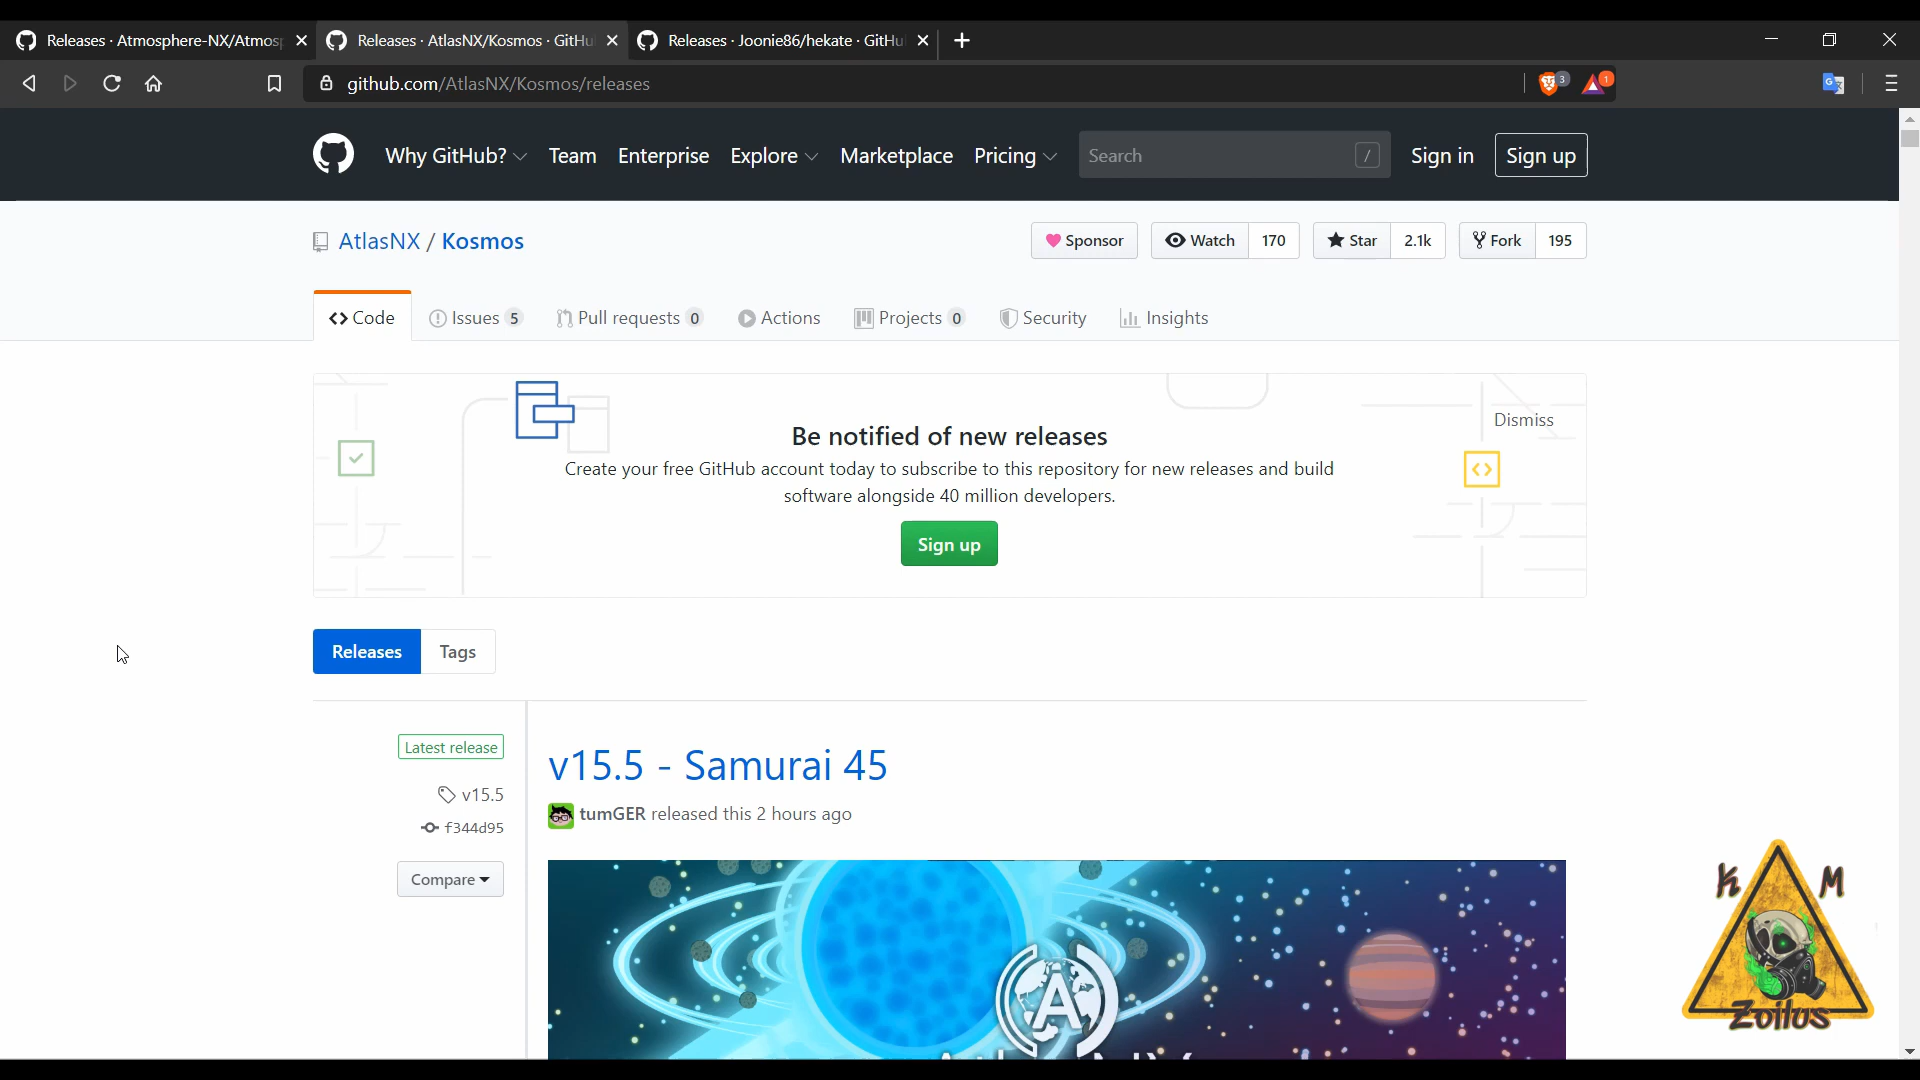 Releases · Atmosphere-NX/Atmosp
Releases · AtlasNX/Kosmos · GitHu
Releases · Joonie86/hekate · GitHu
github.com/AtlasNX/Kosmos/releases
3
1
Why GitHub?
Team
Enterprise
Explore
Marketplace
Pricing
Search
/
Sign in
Sign up
AtlasNX / Kosmos
Sponsor
Watch 170
Star 2.1k
Fork 195
Code
Issues 5
Pull requests 0
Actions
Projects 0
Security
Insights
Be notified of new releases
Dismiss
Create your free GitHub account today to subscribe to this repository for new releases and build
software alongside 40 million developers.
Sign up
Releases
Tags
Latest release
v15.5
f344d95
Compare
v15.5 - Samurai 45
tumGER released this 2 hours ago
A
K M
Zoilus